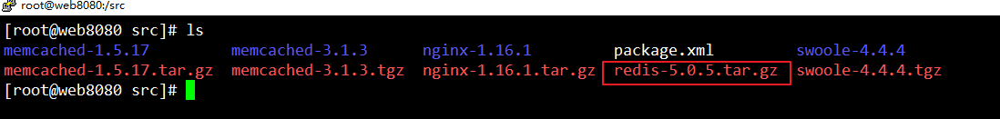 root@web8080:/src
[root@web8080 src]# ls
memcached-1.5.17 memcached-3.1.3 nginx-1.16.1 package.xml swoole-4.4.4
memcached-1.5.17.tar.gz memcached-3.1.3.tgz nginx-1.16.1.tar.gz redis-5.0.5.tar.gz swoole-4.4.4.tgz
[root@web8080 src]#